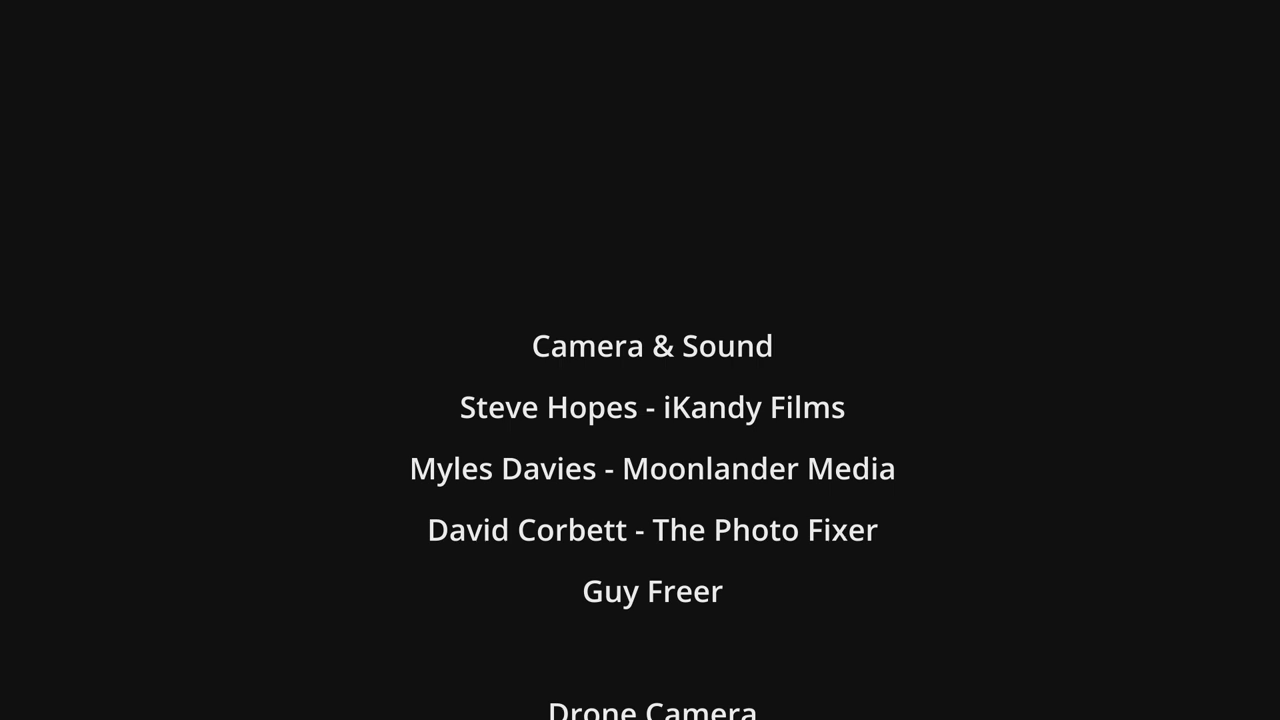 Camera & Sound
Steve Hopes - iKandy Films
Myles Davies - Moonlander Media
David Corbett - The Photo Fixer
Guy Freer
Drone Camera